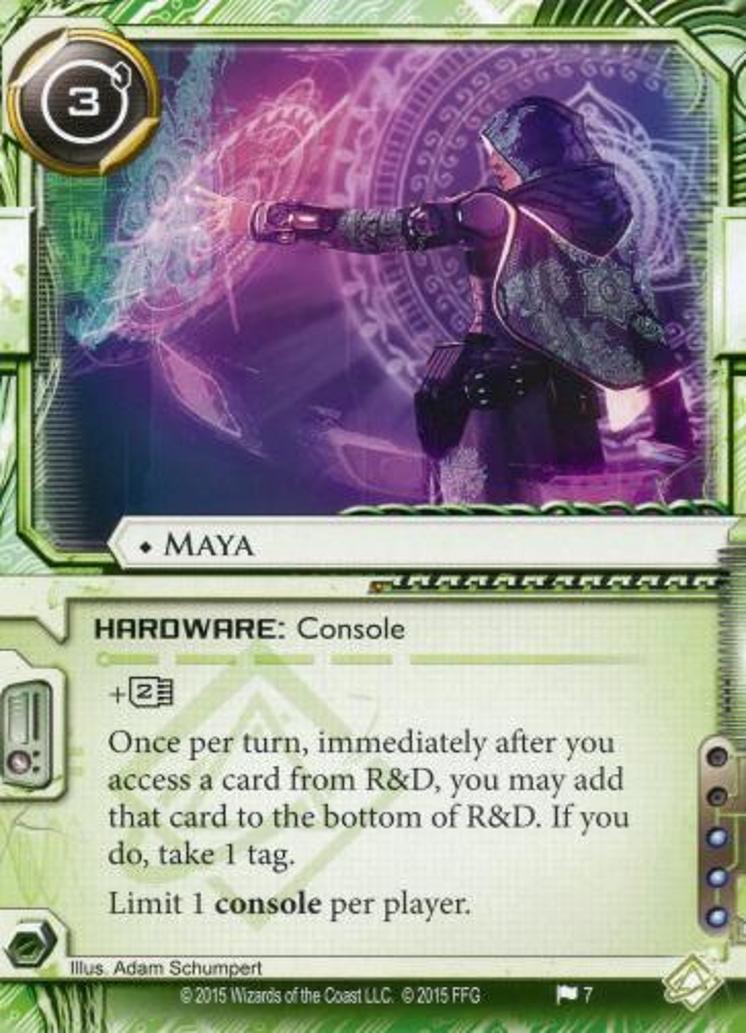 3
◆ MAYA
HARDWARE: Console
+2
Once per turn, immediately after you
access a card from R&D, you may add
that card to the bottom of R&D. If you
do, take 1 tag.
Limit 1 console per player.
Illus. Adam Schumpert
© 2015 Wizards of the Coast LLC. © 2015 FFG 7